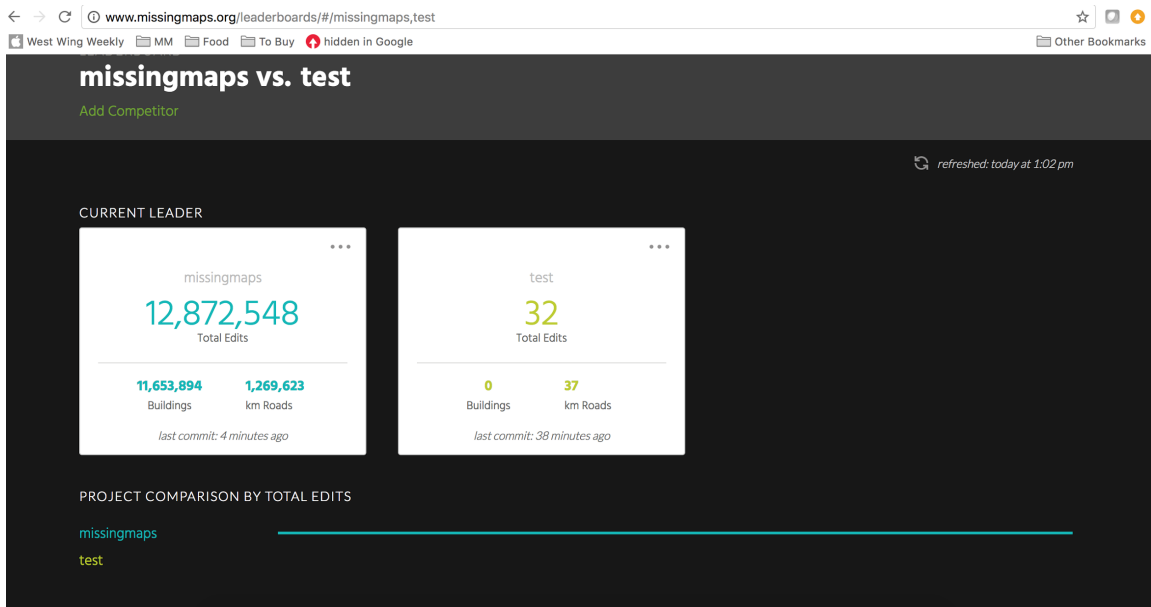 www.missingmaps.org/leaderboards/#/missingmaps,test
West Wing Weekly MM Food To Buy hidden in Google Other Bookmarks
missingmaps vs. test
Add Competitor
refreshed: today at 1:02 pm
CURRENT LEADER
missingmaps
12,872,548
Total Edits
11,653,894 1,269,623
Buildings km Roads
last commit: 4 minutes ago
test
32
Total Edits
0 37
Buildings km Roads
last commit: 38 minutes ago
PROJECT COMPARISON BY TOTAL EDITS
missingmaps
test